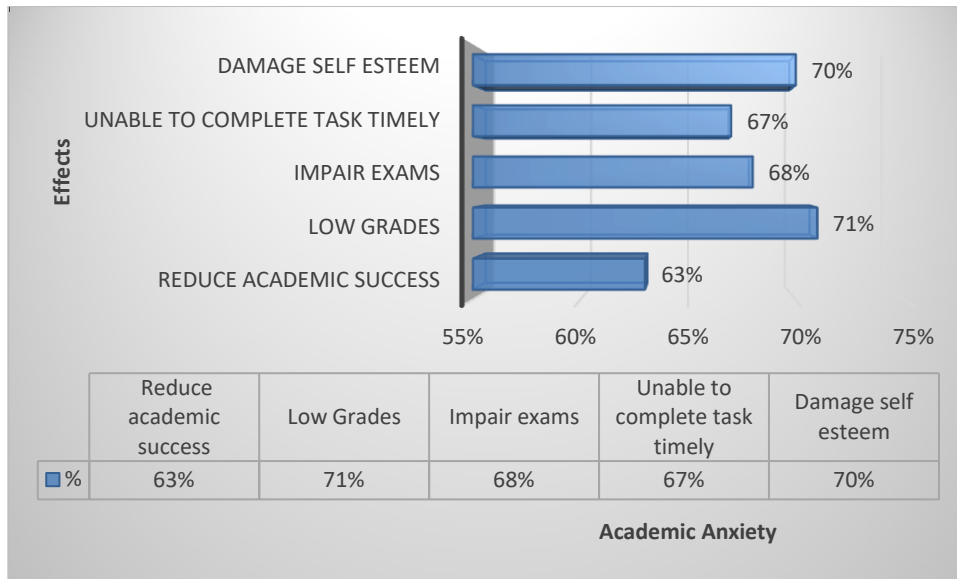 Effects
DAMAGE SELF ESTEEM
70%
UNABLE TO COMPLETE TASK TIMELY
67%
IMPAIR EXAMS
68%
LOW GRADES
71%
REDUCE ACADEMIC SUCCESS
63%
55% 60% 65% 70% 75%
Reduce
academic
success
Low Grades
Impair exams
Unable to
complete task
timely
Damage self
esteem
% 63% 71% 68% 67% 70%
Academic Anxiety